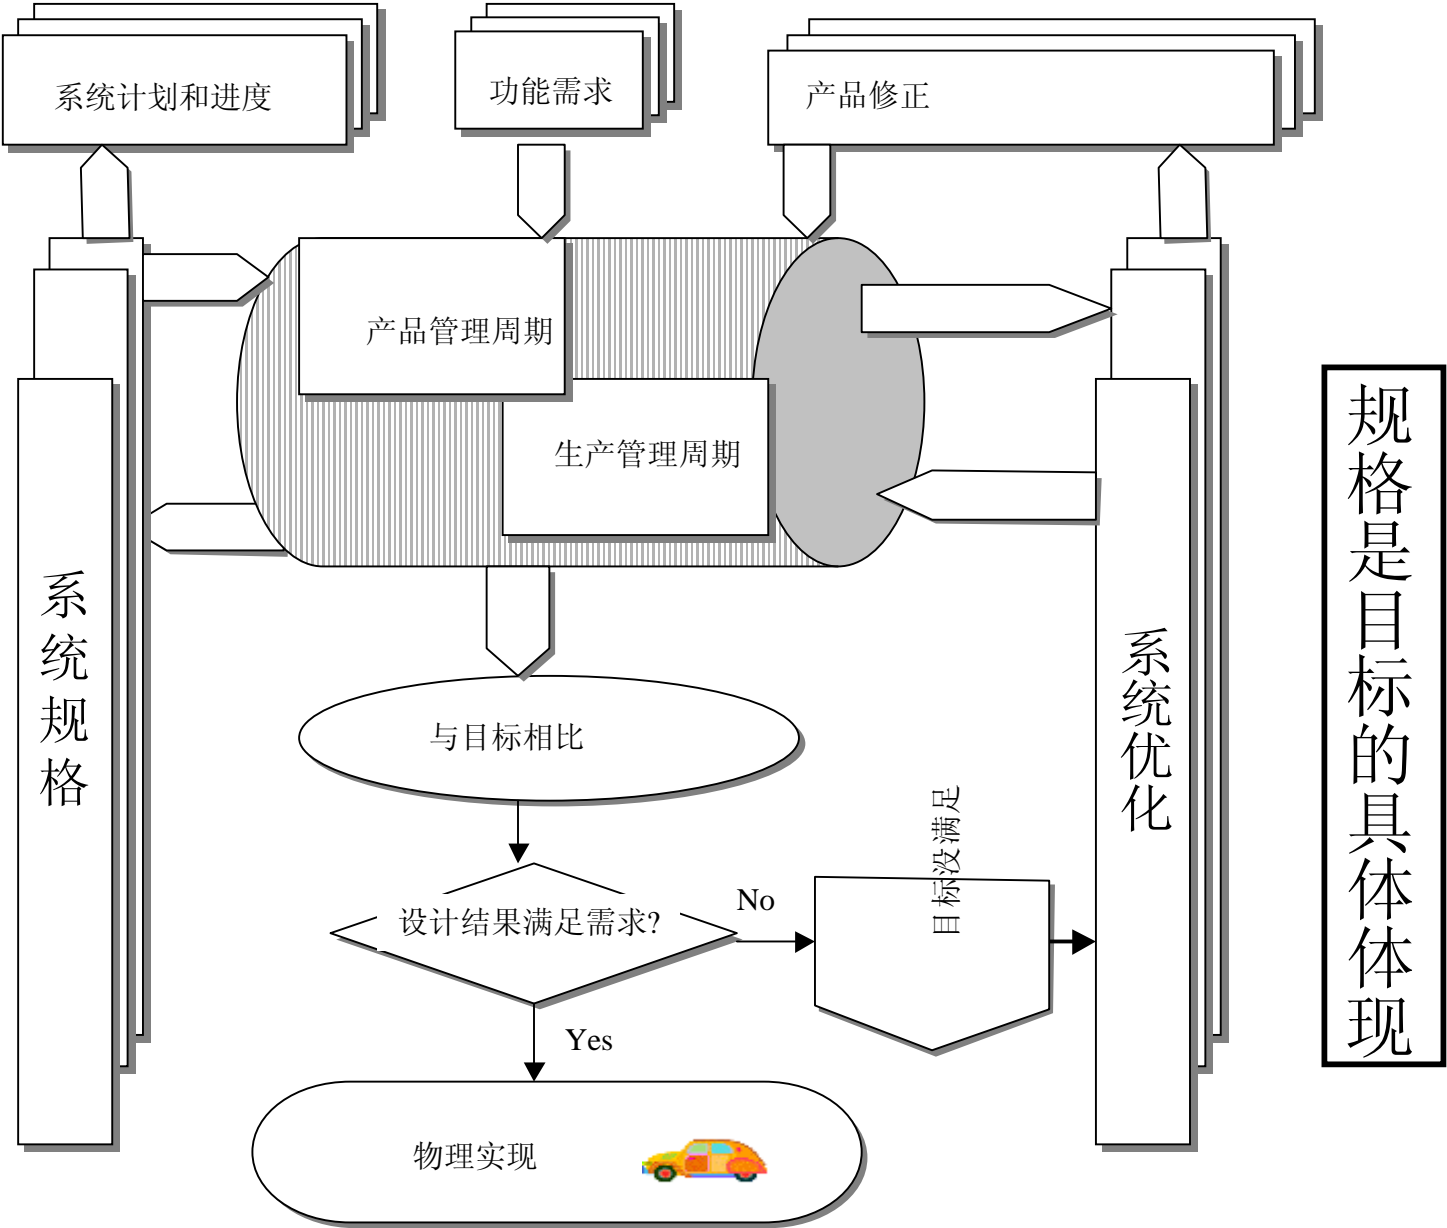 系统计划和进度
功能需求
产品修正
产品管理周期
生产管理周期
系统规格
系统优化
规格是目标的具体体现
与目标相比
目标没满足
设计结果满足需求?
No
Yes
物理实现